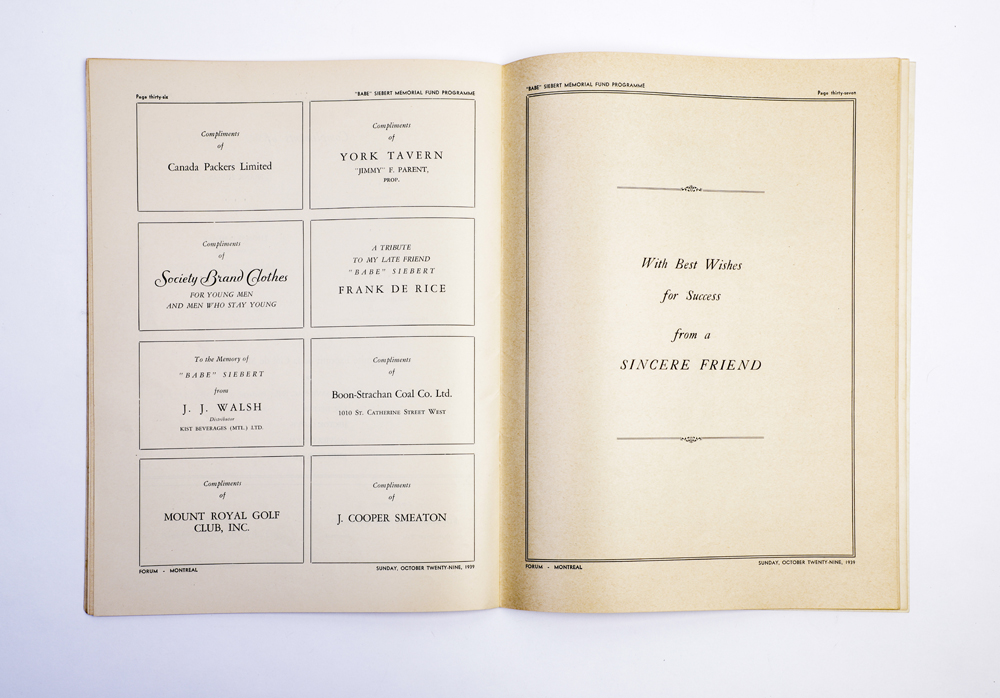 Page thirty-six
"BABE" SIEBERT MEMORIAL FUND PROGRAMME
Compliments
of
Canada Packers Limited
Compliments
of
YORK TAVERN
"JIMMY" F. PARENT,
PROP.
Compliments
of
Society Brand Clothes
FOR YOUNG MEN
AND MEN WHO STAY YOUNG
A TRIBUTE
TO MY LATE FRIEND
"BABE" SIEBERT
FRANK DE RICE
To the Memory of
"BABE" SIEBERT
from
J. J. WALSH
Distributor
KIST BEVERAGES (MTL.) LTD.
Compliments
of
Boon-Strachan Coal Co. Ltd.
1010 St. Catherine Street West
Compliments
of
MOUNT ROYAL GOLF
CLUB, INC.
Compliments
of
J. COOPER SMEATON
FORUM - MONTREAL
SUNDAY, OCTOBER TWENTY-NINE, 1939
"BABE" SIEBERT MEMORIAL FUND PROGRAMME
Page thirty-seven
With Best Wishes
for Success
from a
SINCERE FRIEND
FORUM - MONTREAL
SUNDAY, OCTOBER TWENTY-NINE, 1939